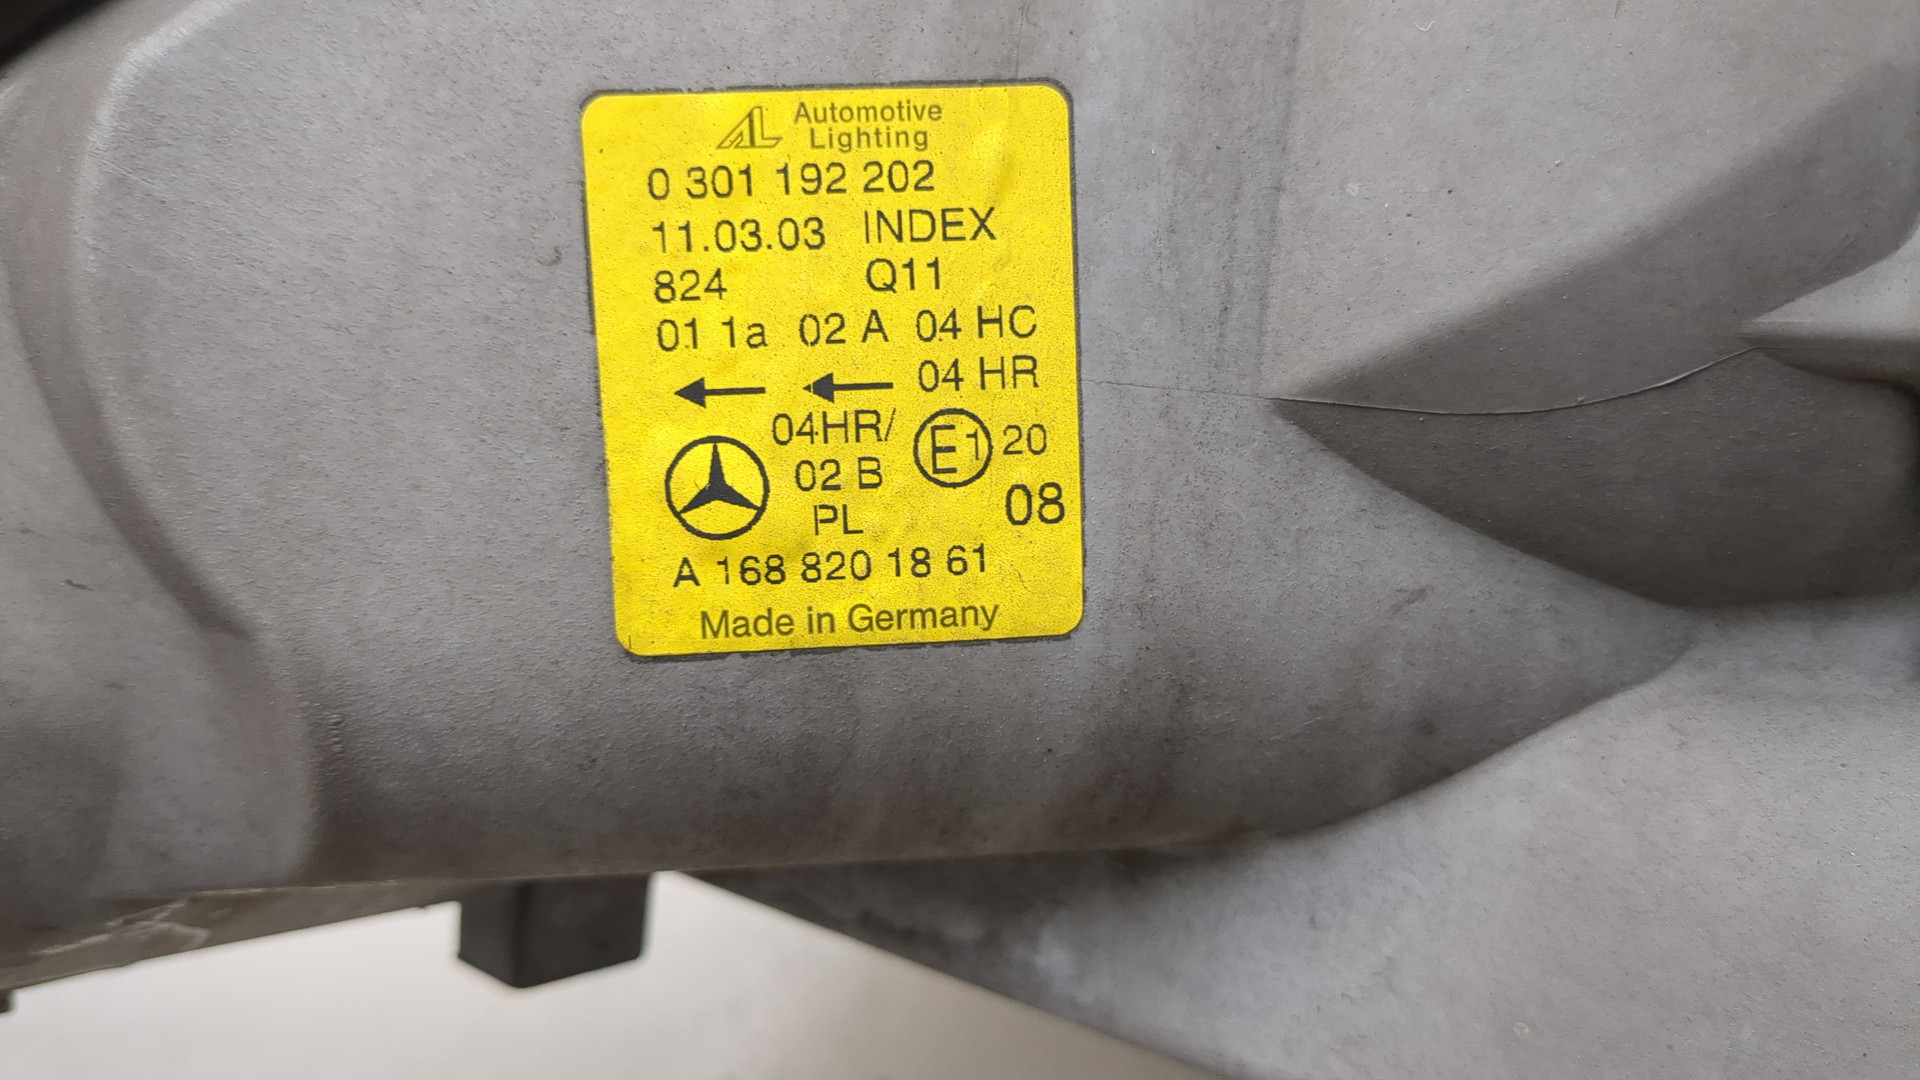 AL Automotive
Lighting
0 301 192 202
11.03.03 INDEX
824 Q11
01 1a 02 A 04 HC
04 HR
04HR/ E1 20
02 B
08
PL
A 168 820 18 61
Made in Germany